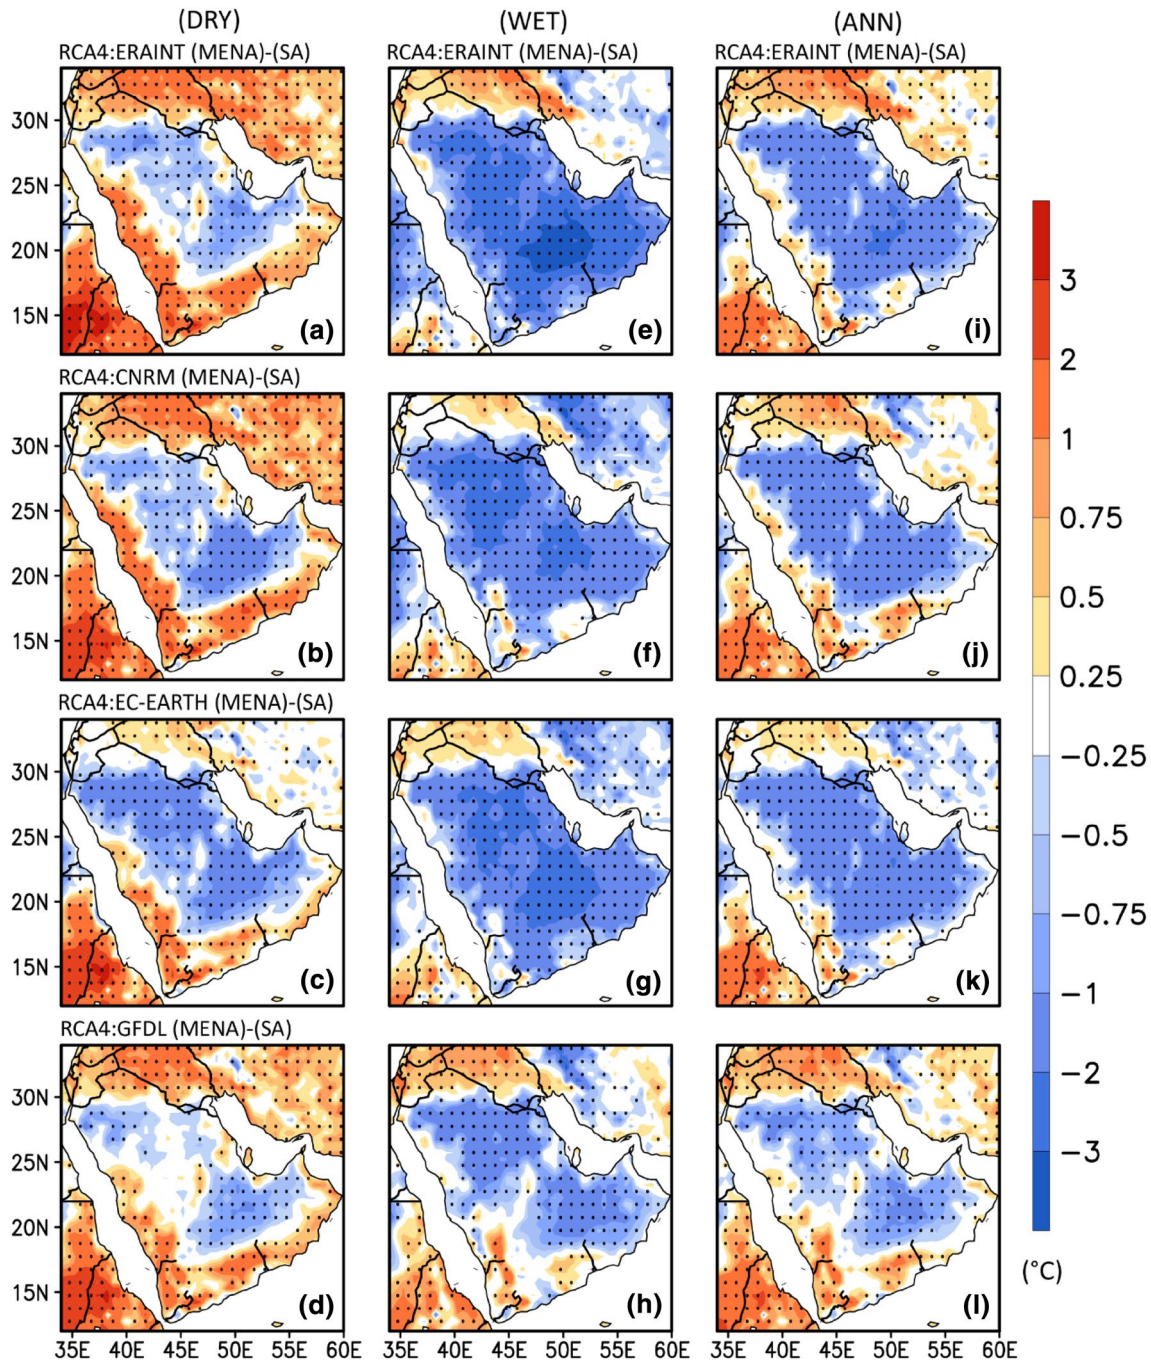 (DRY) (WET) (ANN)
RCA4:ERAINT (MENA)-(SA) RCA4:ERAINT (MENA)-(SA) RCA4:ERAINT (MENA)-(SA)
30N
25N
20N
15N
(a) (e) (i)
RCA4:CNRM (MENA)-(SA)
30N
25N
20N
15N
(b) (f) (j)
RCA4:EC-EARTH (MENA)-(SA)
30N
25N
20N
15N
(c) (g) (k)
RCA4:GFDL (MENA)-(SA)
30N
25N
20N
15N
(d) (h) (l)
35E 40E 45E 50E 55E 60E 35E 40E 45E 50E 55E 60E 35E 40E 45E 50E 55E 60E
3
2
1
0.75
0.5
0.25
−0.25
−0.5
−0.75
−1
−2
−3
(°C)